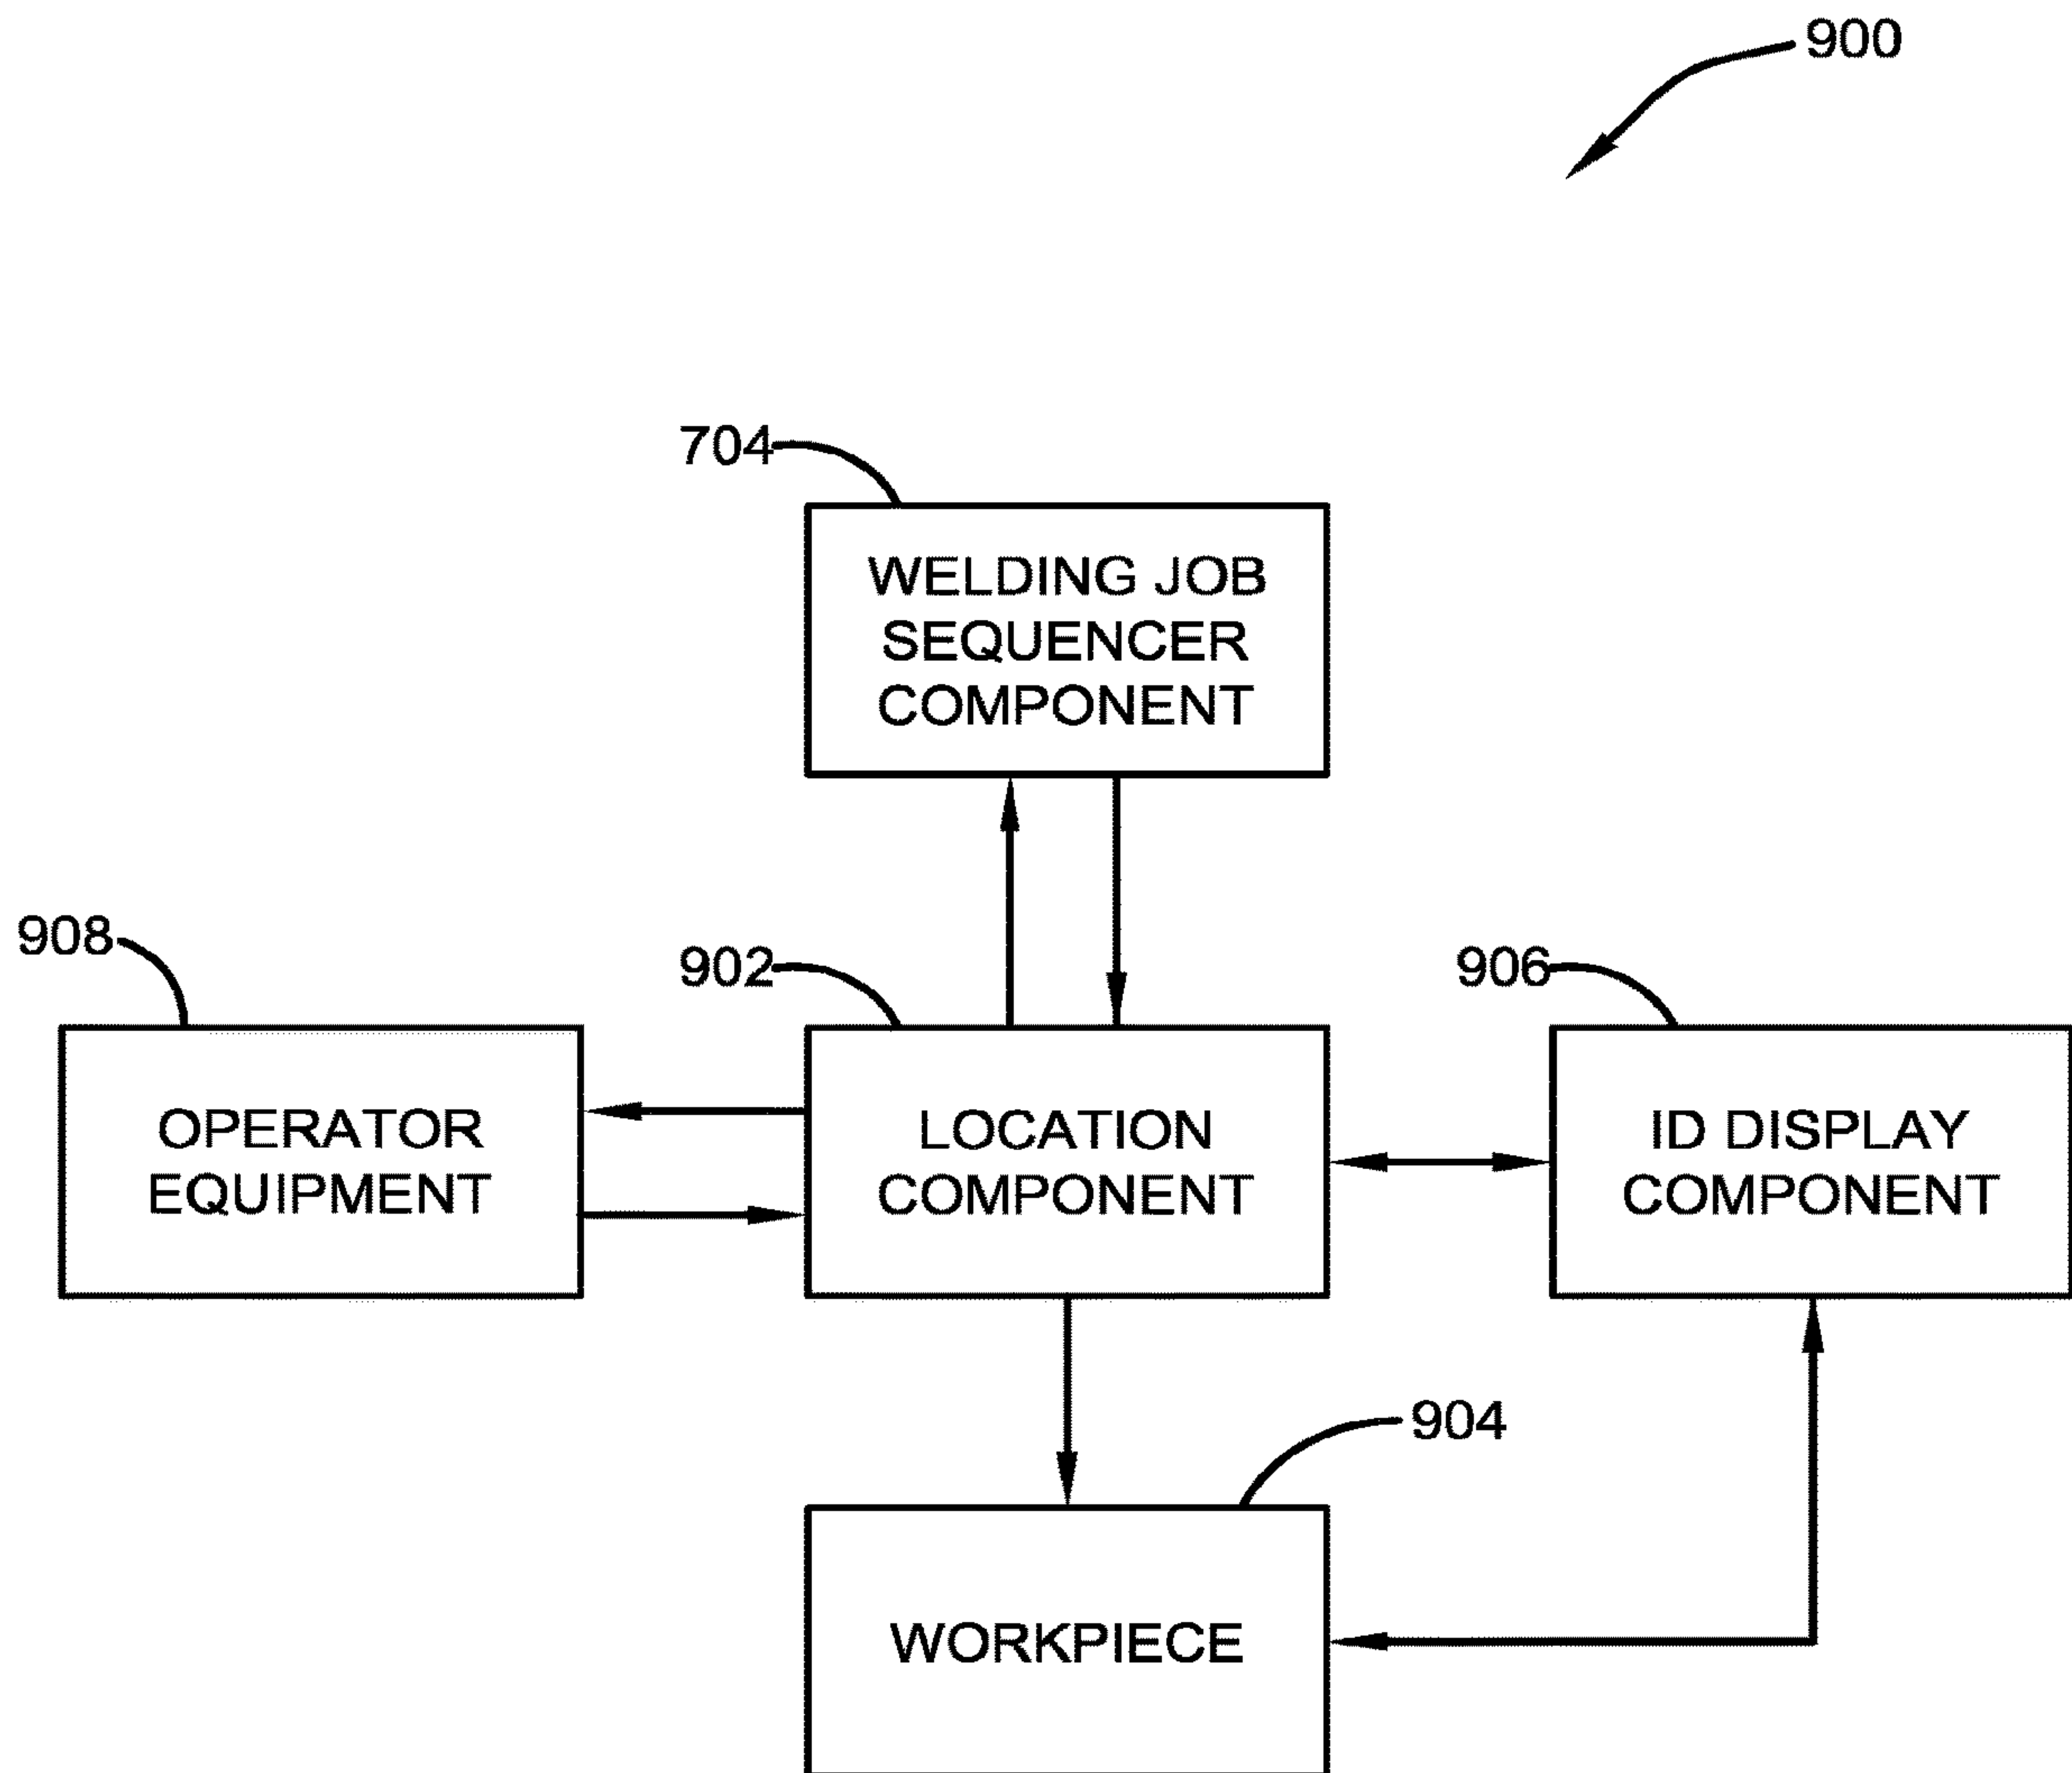 900
704
WELDING JOB
SEQUENCER
COMPONENT
908
902
906
OPERATOR
EQUIPMENT
LOCATION
COMPONENT
ID DISPLAY
COMPONENT
904
WORKPIECE